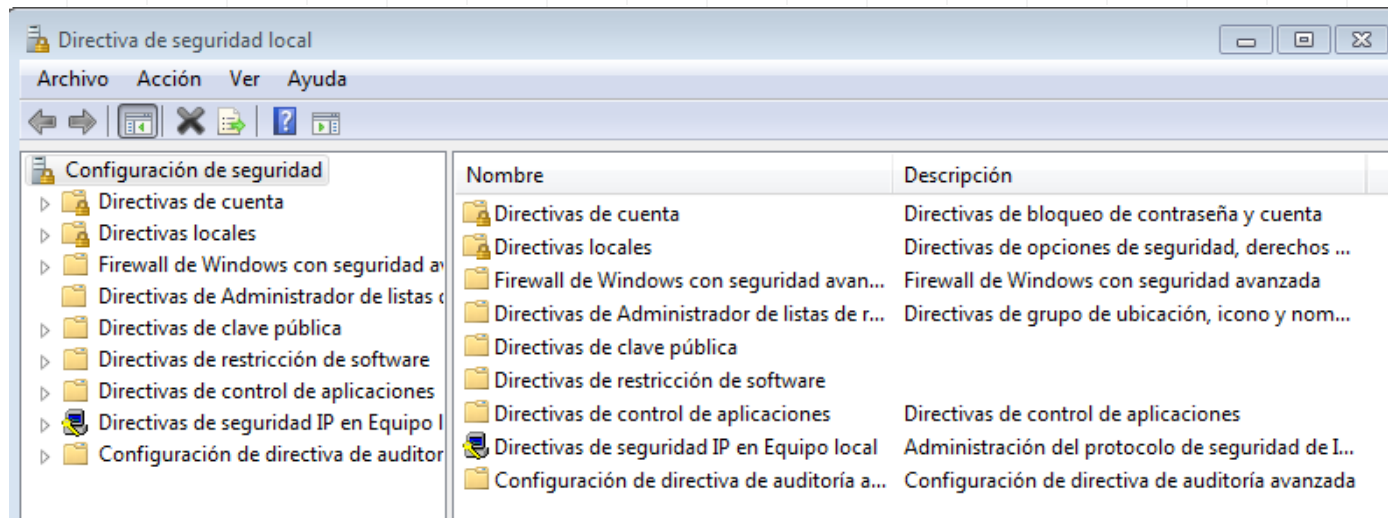 Directiva de seguridad local
Archivo Acción Ver Ayuda
Configuración de seguridad
Directivas de cuenta
Directivas locales
Firewall de Windows con seguridad a
Directivas de Administrador de listas
Directivas de clave pública
Directivas de restricción de software
Directivas de control de aplicaciones
Directivas de seguridad IP en Equipo l
Configuración de directiva de auditor
Nombre Descripción
Directivas de cuenta Directivas de bloqueo de contraseña y cuenta
Directivas locales Directivas de opciones de seguridad, derechos ...
Firewall de Windows con seguridad avan... Firewall de Windows con seguridad avanzada
Directivas de Administrador de listas de r... Directivas de grupo de ubicación, icono y nom...
Directivas de clave pública
Directivas de restricción de software
Directivas de control de aplicaciones Directivas de control de aplicaciones
Directivas de seguridad IP en Equipo local Administración del protocolo de seguridad de I...
Configuración de directiva de auditoría a... Configuración de directiva de auditoría avanzada